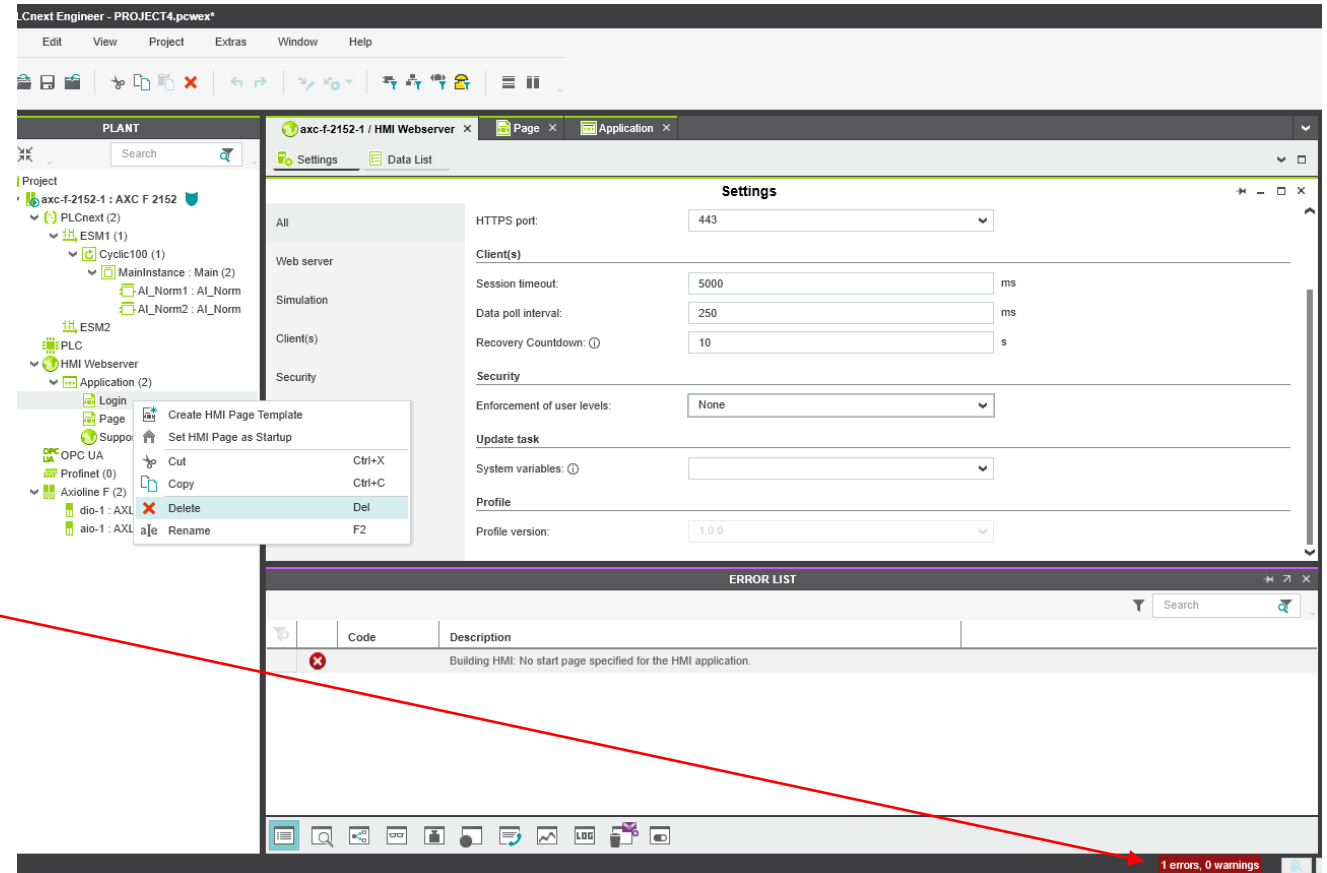 LCnext Engineer - PROJECT4.pcwex*
Edit View Project Extras Window Help
PLANT
Search
Project
axc-f-2152-1 : AXC F 2152
PLCnext (2)
ESM1 (1)
Cyclic100 (1)
MainInstance : Main (2)
AI_Norm1 : AI_Norm
AI_Norm2 : AI_Norm
ESM2
PLC
HMI Webserver
Application (2)
Login
Page
Suppo
OPC UA
OPC UA
Profinet (0)
Axioline F (2)
dio-1 : AXL
aio-1 : AXL
Create HMI Page Template
Set HMI Page as Startup
Cut Ctrl+X
Copy Ctrl+C
Delete Del
Rename F2
axc-f-2152-1 / HMI Webserver Page Application
Settings Data List
Settings
All
Web server
Simulation
Client(s)
Security
HTTPS port: 443
Client(s)
Session timeout: 5000 ms
Data poll interval: 250 ms
Recovery Countdown: 10 s
Security
Enforcement of user levels: None
Update task
System variables:
Profile
Profile version: 1.0.0
ERROR LIST
Search
Code Description
Building HMI: No start page specified for the HMI application.
LOG
1 errors, 0 warnings